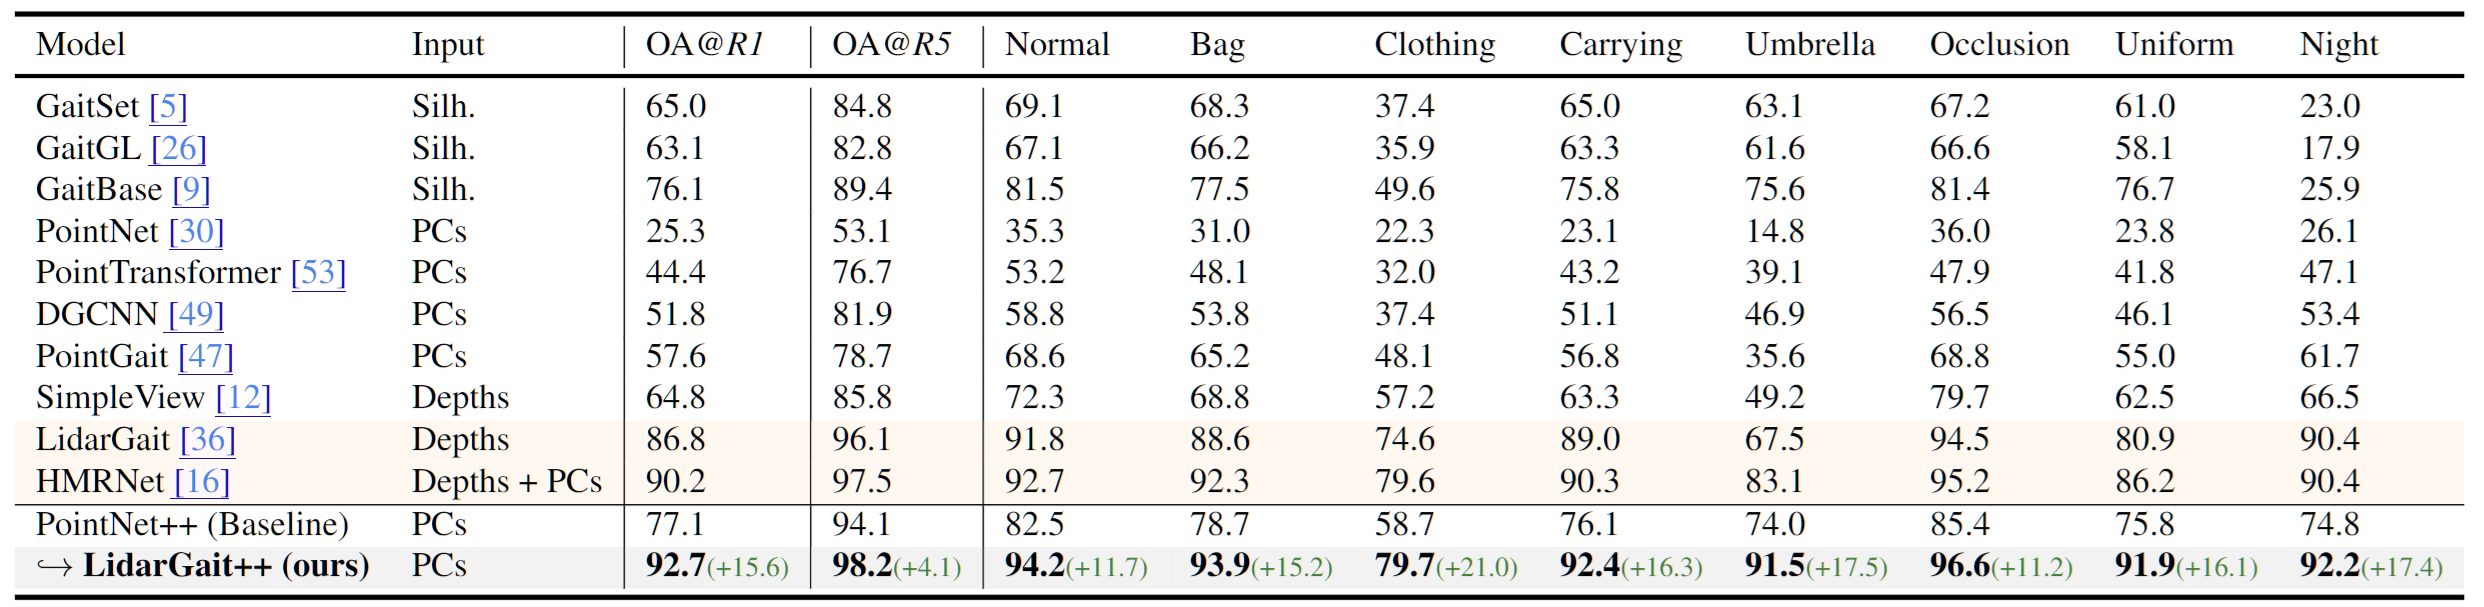 Model Input OA@R1 OA@R5 Normal Bag Clothing Carrying Umbrella Occlusion Uniform Night
GaitSet [5] Silh. 65.0 84.8 69.1 68.3 37.4 65.0 63.1 67.2 61.0 23.0
GaitGL [26] Silh. 63.1 82.8 67.1 66.2 35.9 63.3 61.6 66.6 58.1 17.9
GaitBase [9] Silh. 76.1 89.4 81.5 77.5 49.6 75.8 75.6 81.4 76.7 25.9
PointNet [30] PCs 25.3 53.1 35.3 31.0 22.3 23.1 14.8 36.0 23.8 26.1
PointTransformer [53] PCs 44.4 76.7 53.2 48.1 32.0 43.2 39.1 47.9 41.8 47.1
DGCNN [49] PCs 51.8 81.9 58.8 53.8 37.4 51.1 46.9 56.5 46.1 53.4
PointGait [47] PCs 57.6 78.7 68.6 65.2 48.1 56.8 35.6 68.8 55.0 61.7
SimpleView [12] Depths 64.8 85.8 72.3 68.8 57.2 63.3 49.2 79.7 62.5 66.5
LidarGait [36] Depths 86.8 96.1 91.8 88.6 74.6 89.0 67.5 94.5 80.9 90.4
HMRNet [16] Depths + PCs 90.2 97.5 92.7 92.3 79.6 90.3 83.1 95.2 86.2 90.4
PointNet++ (Baseline) PCs 77.1 94.1 82.5 78.7 58.7 76.1 74.0 85.4 75.8 74.8
↪ LidarGait++ (ours) PCs 92.7(+15.6) 98.2(+4.1) 94.2(+11.7) 93.9(+15.2) 79.7(+21.0) 92.4(+16.3) 91.5(+17.5) 96.6(+11.2) 91.9(+16.1) 92.2(+17.4)